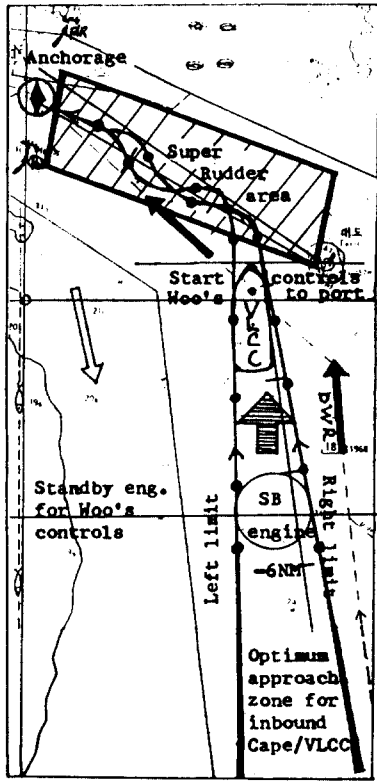 Anchorage
Super
Rudder
area
Start controls
Woo's to port
VLCC
DWR
1968
Standby eng.
for Woo's
controls
Left limit
SB
engine
Right limit
=6NM
Optimum
approach
zone for
inbound
Cape/VLCC